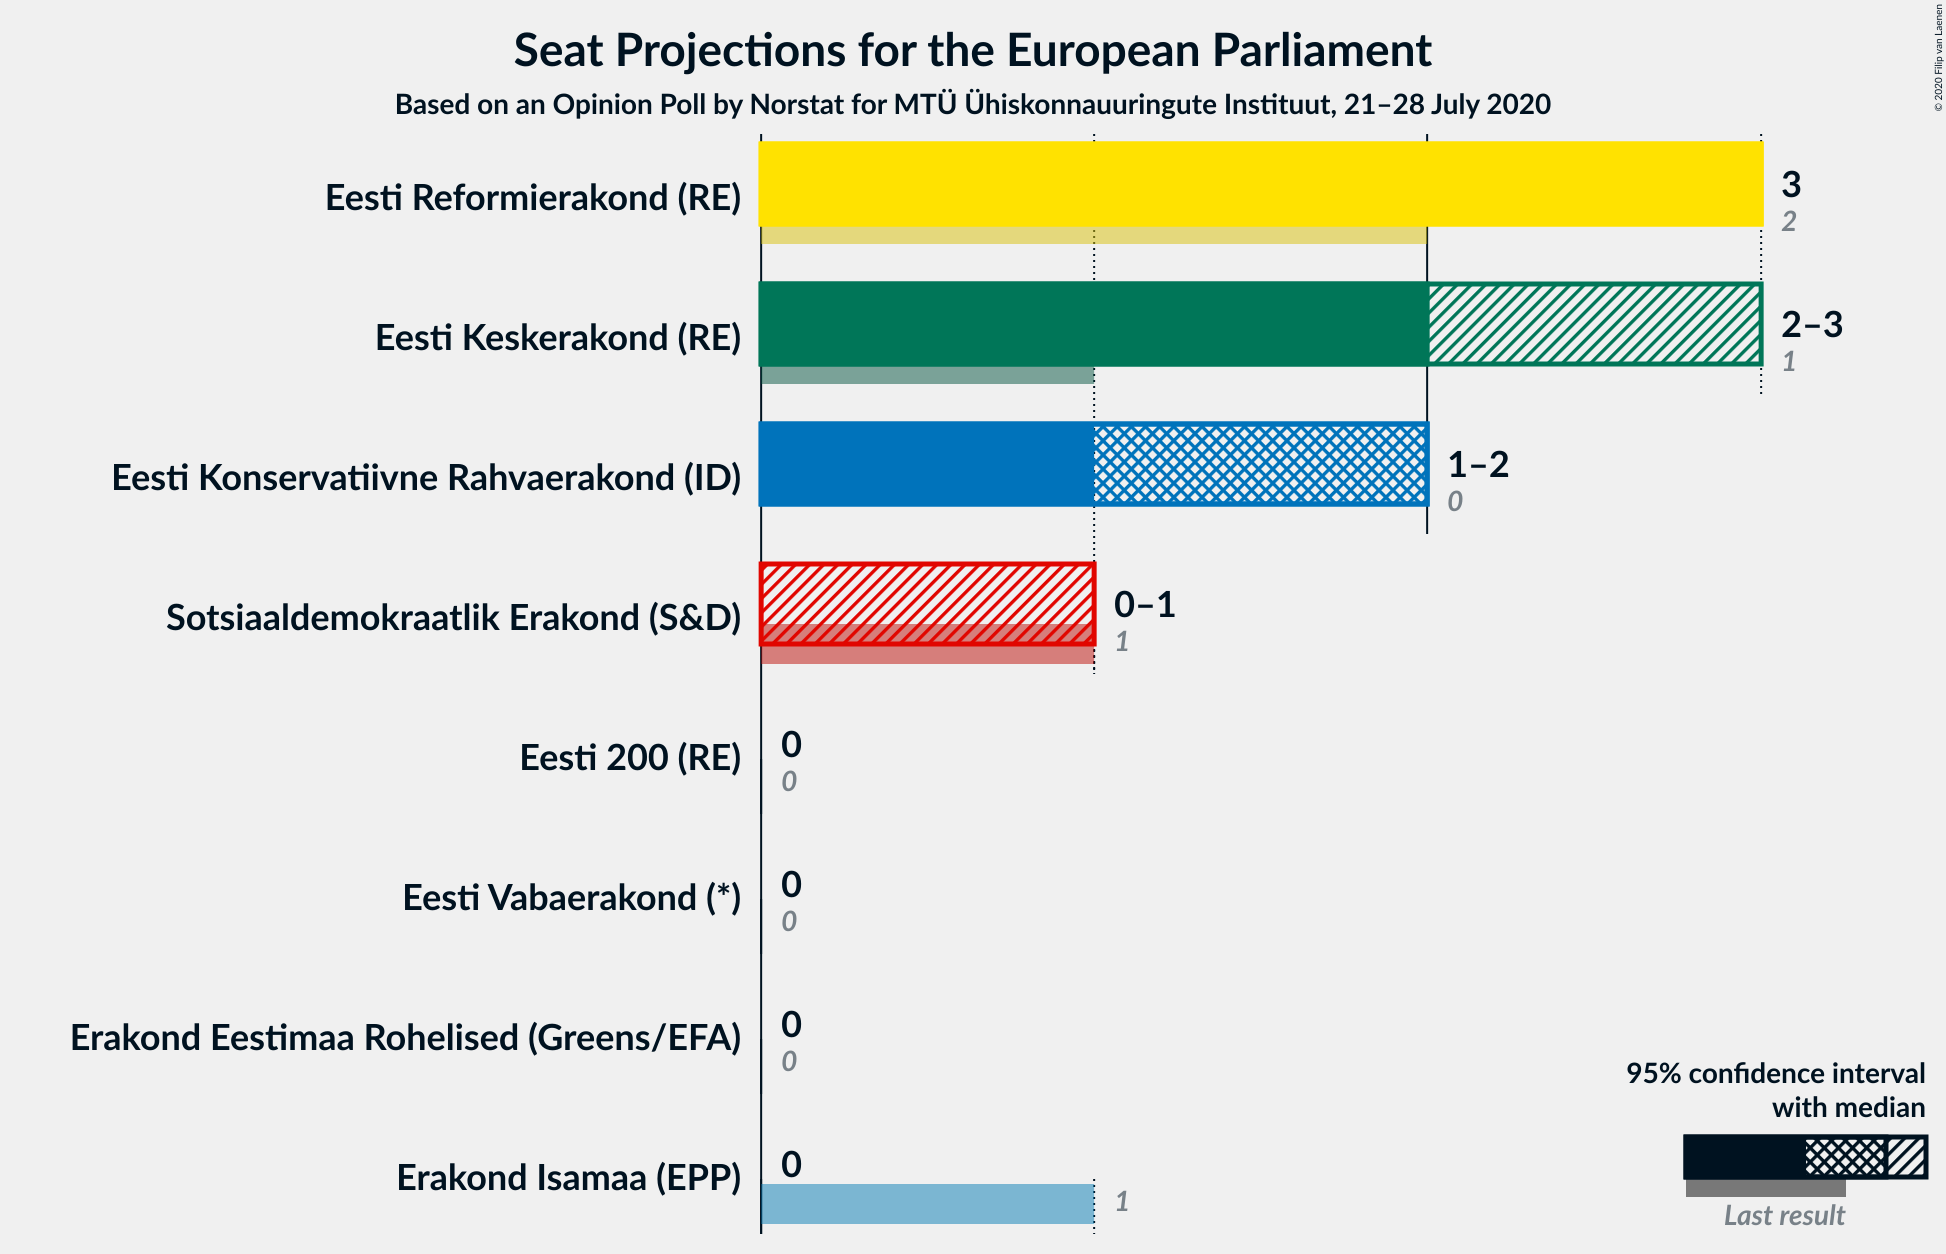 Seat Projections for the European Parliament
Based on an Opinion Poll by Norstat for MTÜ Ühiskonnauuringute Instituut, 21–28 July 2020
© 2020 Filip van Laenen
Eesti Reformierakond (RE)
3
2
Eesti Keskerakond (RE)
2–3
1
Eesti Konservatiivne Rahvaerakond (ID)
1–2
0
Sotsiaaldemokraatlik Erakond (S&D)
0–1
1
Eesti 200 (RE)
0
0
Eesti Vabaerakond (*)
0
0
Erakond Eestimaa Rohelised (Greens/EFA)
0
0
Erakond Isamaa (EPP)
0
1
95% confidence interval
with median
Last result